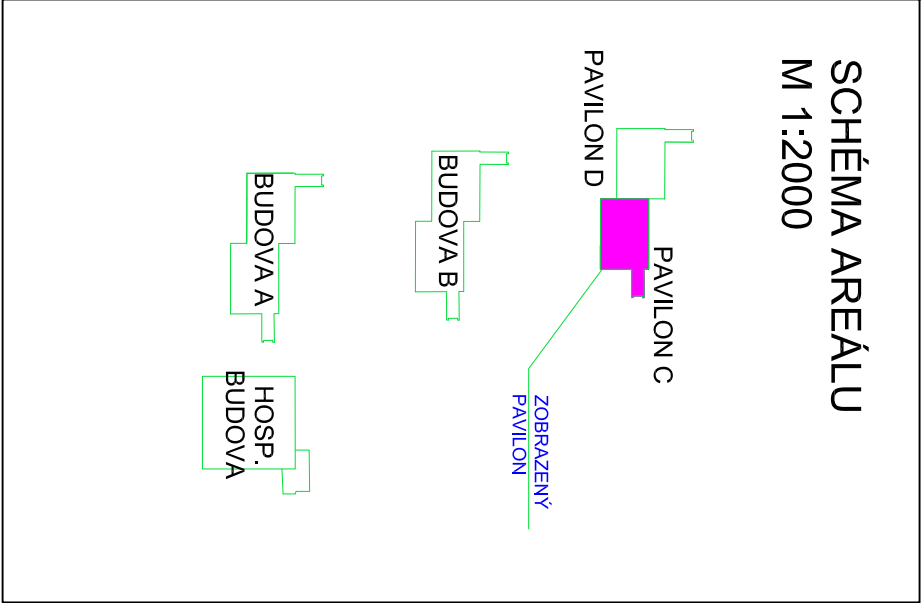 SCHÉMA AREÁLU
M 1:2000
PAVILON D
PAVILON C
BUDOVA B
BUDOVA A
ZOBRAZENÝ
PAVILON
HOSP.
BUDOVA